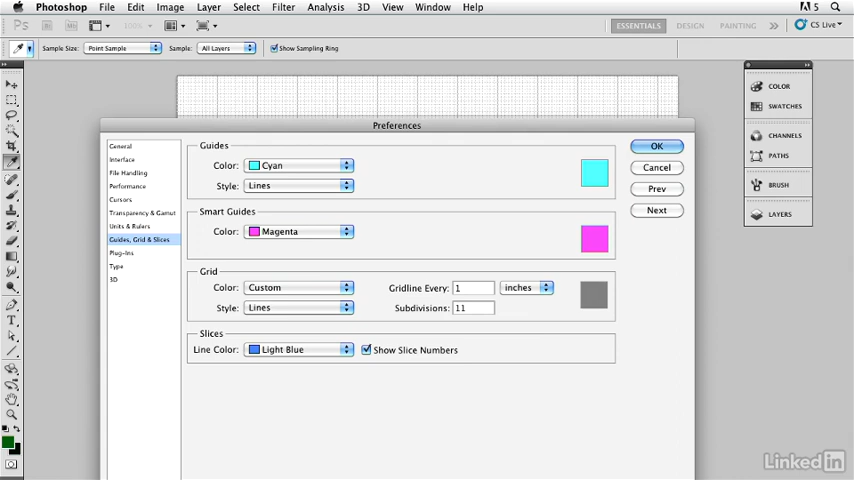 Photoshop File Edit Image Layer Select Filter Analysis 3D View Window Help 5
Ps Br Mb 100% ESSENTIALS DESIGN PAINTING >> CS Live
Sample Size: Point Sample Sample: All Layers Show Sampling Ring
Preferences
General
Interface
File Handling
Performance
Cursors
Transparency & Gamut
Units & Rulers
Guides, Grid & Slices
Plug-Ins
Type
3D
Guides
Color: Cyan
Style: Lines
Smart Guides
Color: Magenta
Grid
Color: Custom Gridline Every: 1 inches
Style: Lines Subdivisions: 11
Slices
Line Color: Light Blue Show Slice Numbers
OK
Cancel
Prev
Next
COLOR
SWATCHES
CHANNELS
PATHS
BRUSH
LAYERS
Linked in